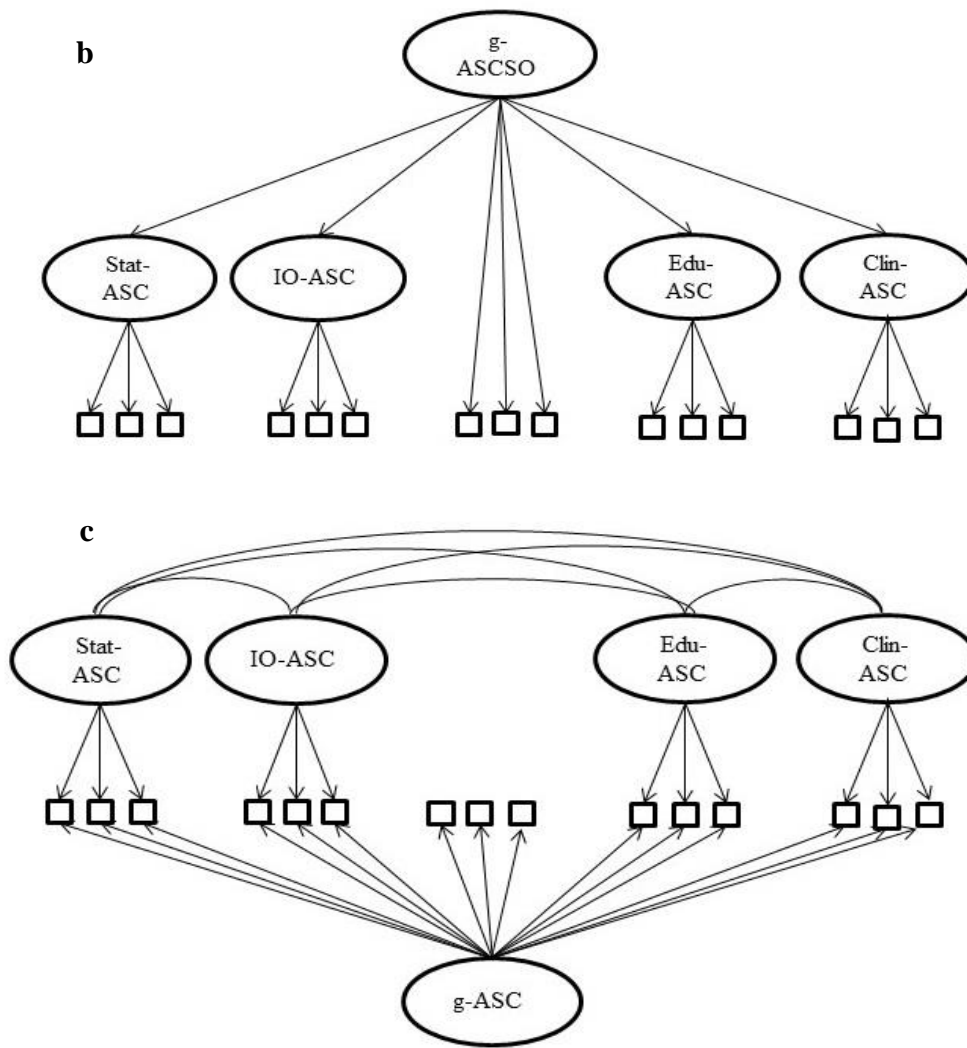 b
g-
ASCSO
Stat-
ASC
IO-ASC
Edu-
ASC
Clin-
ASC
c
Stat-
ASC
IO-ASC
Edu-
ASC
Clin-
ASC
g-ASC